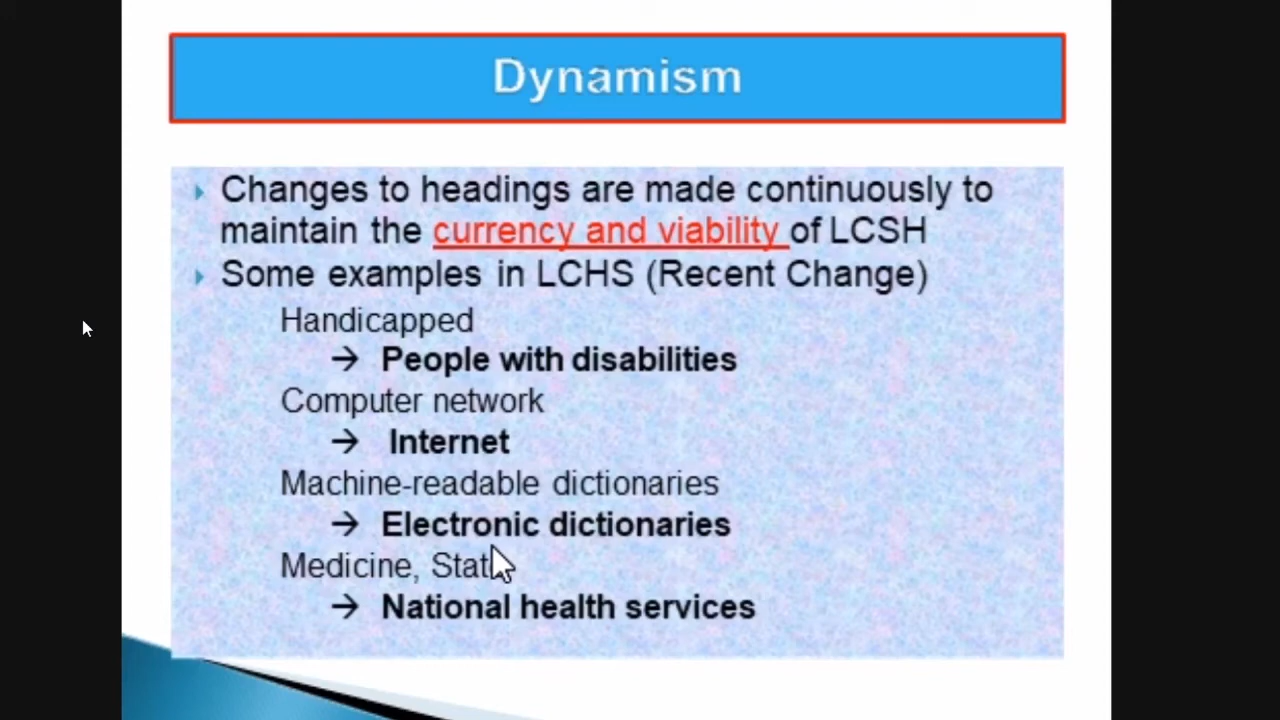 Dynamism
Changes to headings are made continuously to
maintain the currency and viability of LCSH
Some examples in LCHS (Recent Change)
Handicapped
→ People with disabilities
Computer network
→ Internet
Machine-readable dictionaries
→ Electronic dictionaries
Medicine,
→ National health services